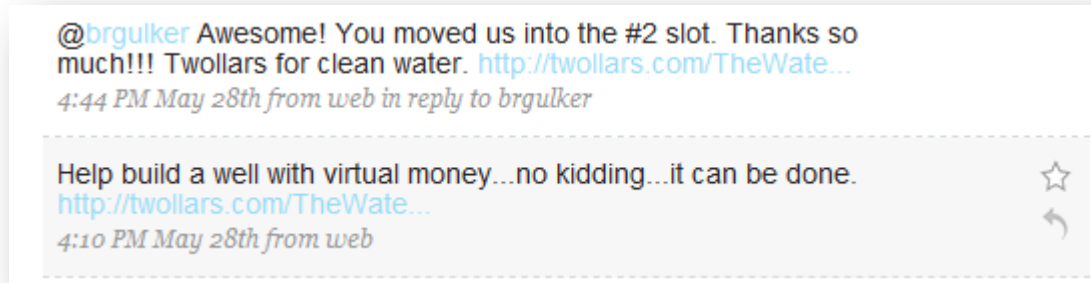 @brgulker Awesome! You moved us into the #2 slot. Thanks so
much!!! Twollars for clean water. http://twollars.com/TheWate...
4:44 PM May 28th from web in reply to brgulker
Help build a well with virtual money...no kidding...it can be done.
http://twollars.com/TheWate...
4:10 PM May 28th from web